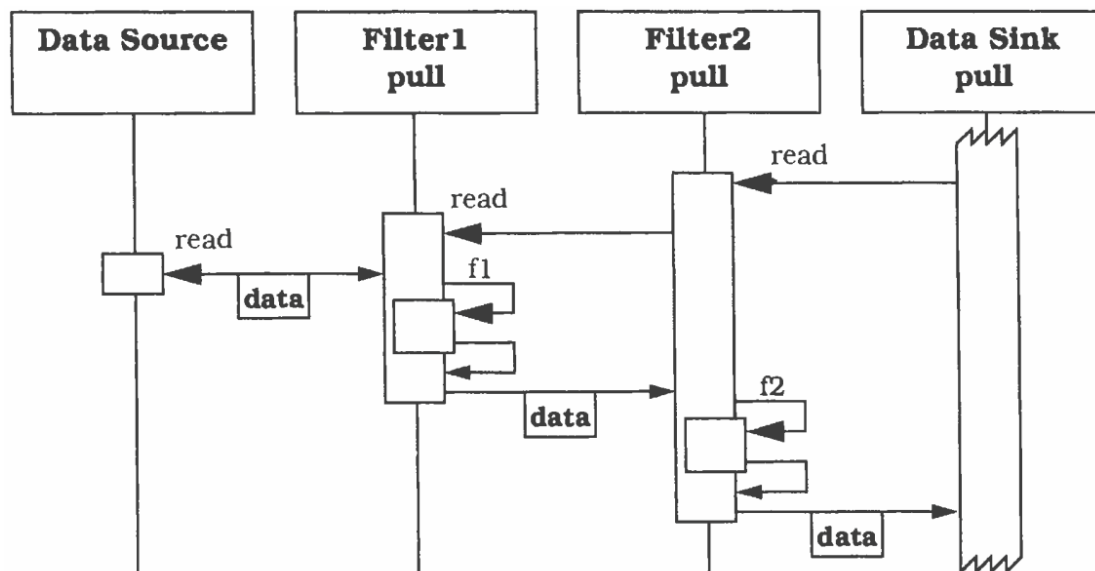 Data Source
Filter1
pull
Filter2
pull
Data Sink
pull
read
read
read
f1
data
data
f2
data